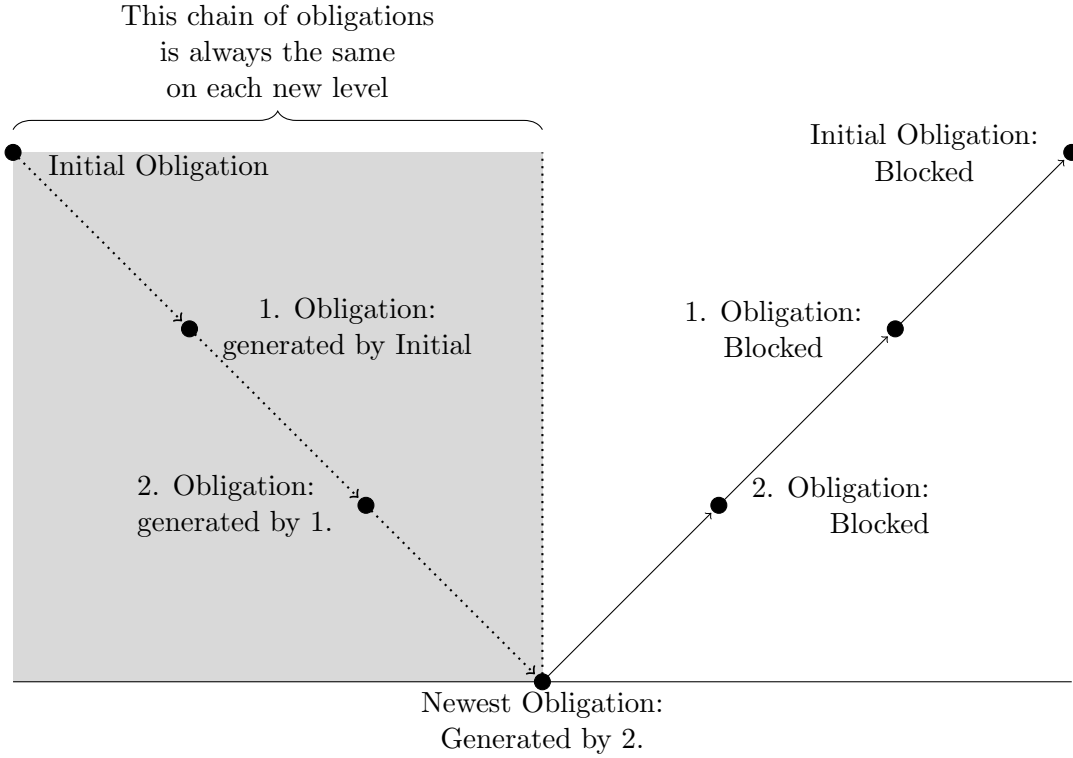 This chain of obligations
is always the same
on each new level
Initial Obligation
Initial Obligation:
Blocked
1. Obligation:
generated by Initial
1. Obligation:
Blocked
2. Obligation:
generated by 1.
2. Obligation:
Blocked
Newest Obligation:
Generated by 2.